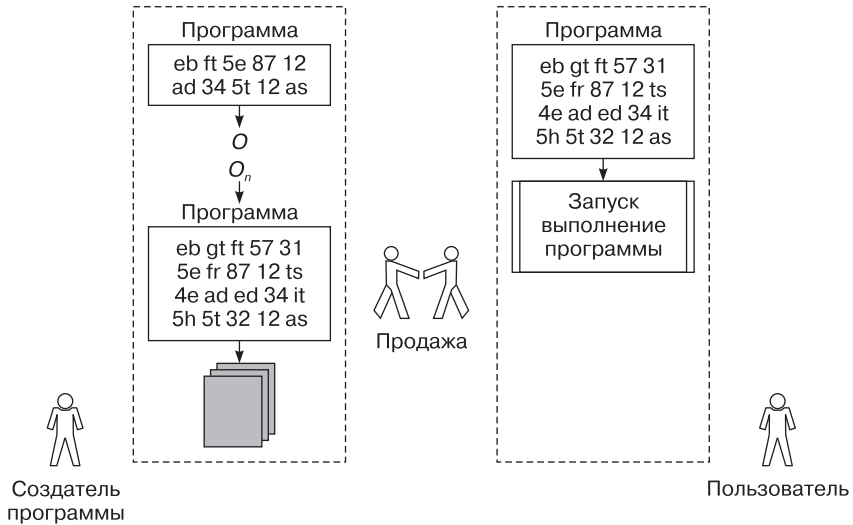 Программа
eb ft 5e 87 12
ad 34 5t 12 as
O
Oп
Программа
eb gt ft 57 31
5e fr 87 12 ts
4e ad ed 34 it
5h 5t 32 12 as
Создатель
программы
Продажа
Программа
eb gt ft 57 31
5e fr 87 12 ts
4e ad ed 34 it
5h 5t 32 12 as
Запуск
выполнение
программы
Пользователь